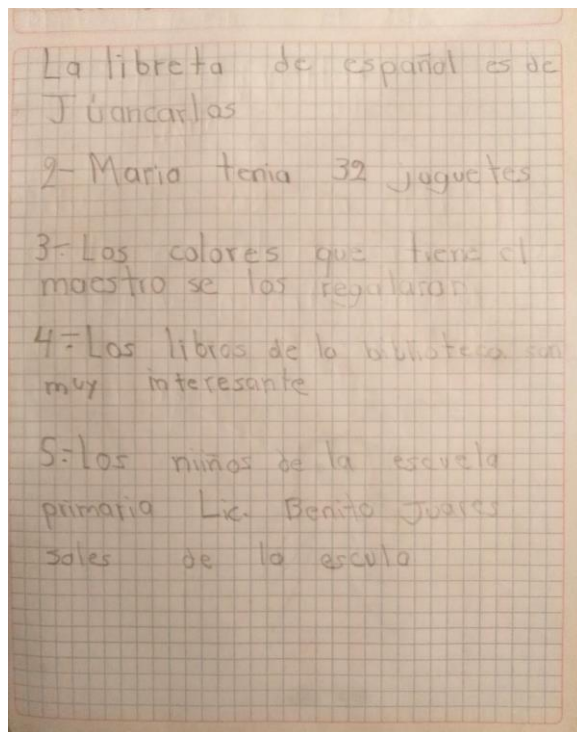 La libreta de español es de
Juancarlos
2- Maria tenia 32 juguetes
3- Los colores que tiene el
maestro se los regalaron
4- Los libros de la biblioteca son
muy interesante
5- los niños de la escuela
primaria Lic. Benito Juares
sales de la escula